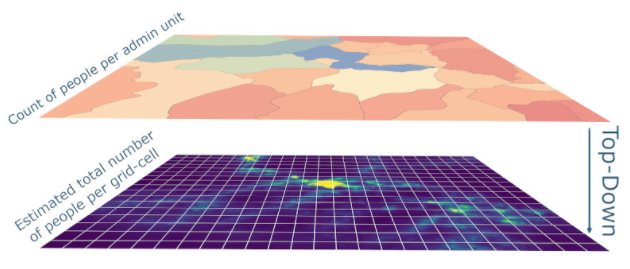 Count of people per admin unit
Estimated total number
of people per grid-cell
Top-Down